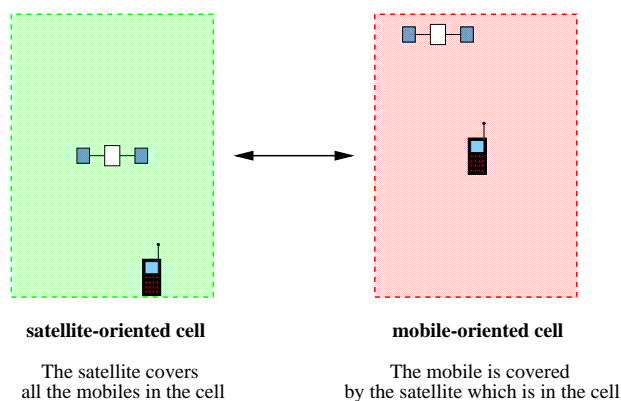 satellite-oriented cell
The satellite covers
all the mobiles in the cell
mobile-oriented cell
The mobile is covered
by the satellite which is in the cell